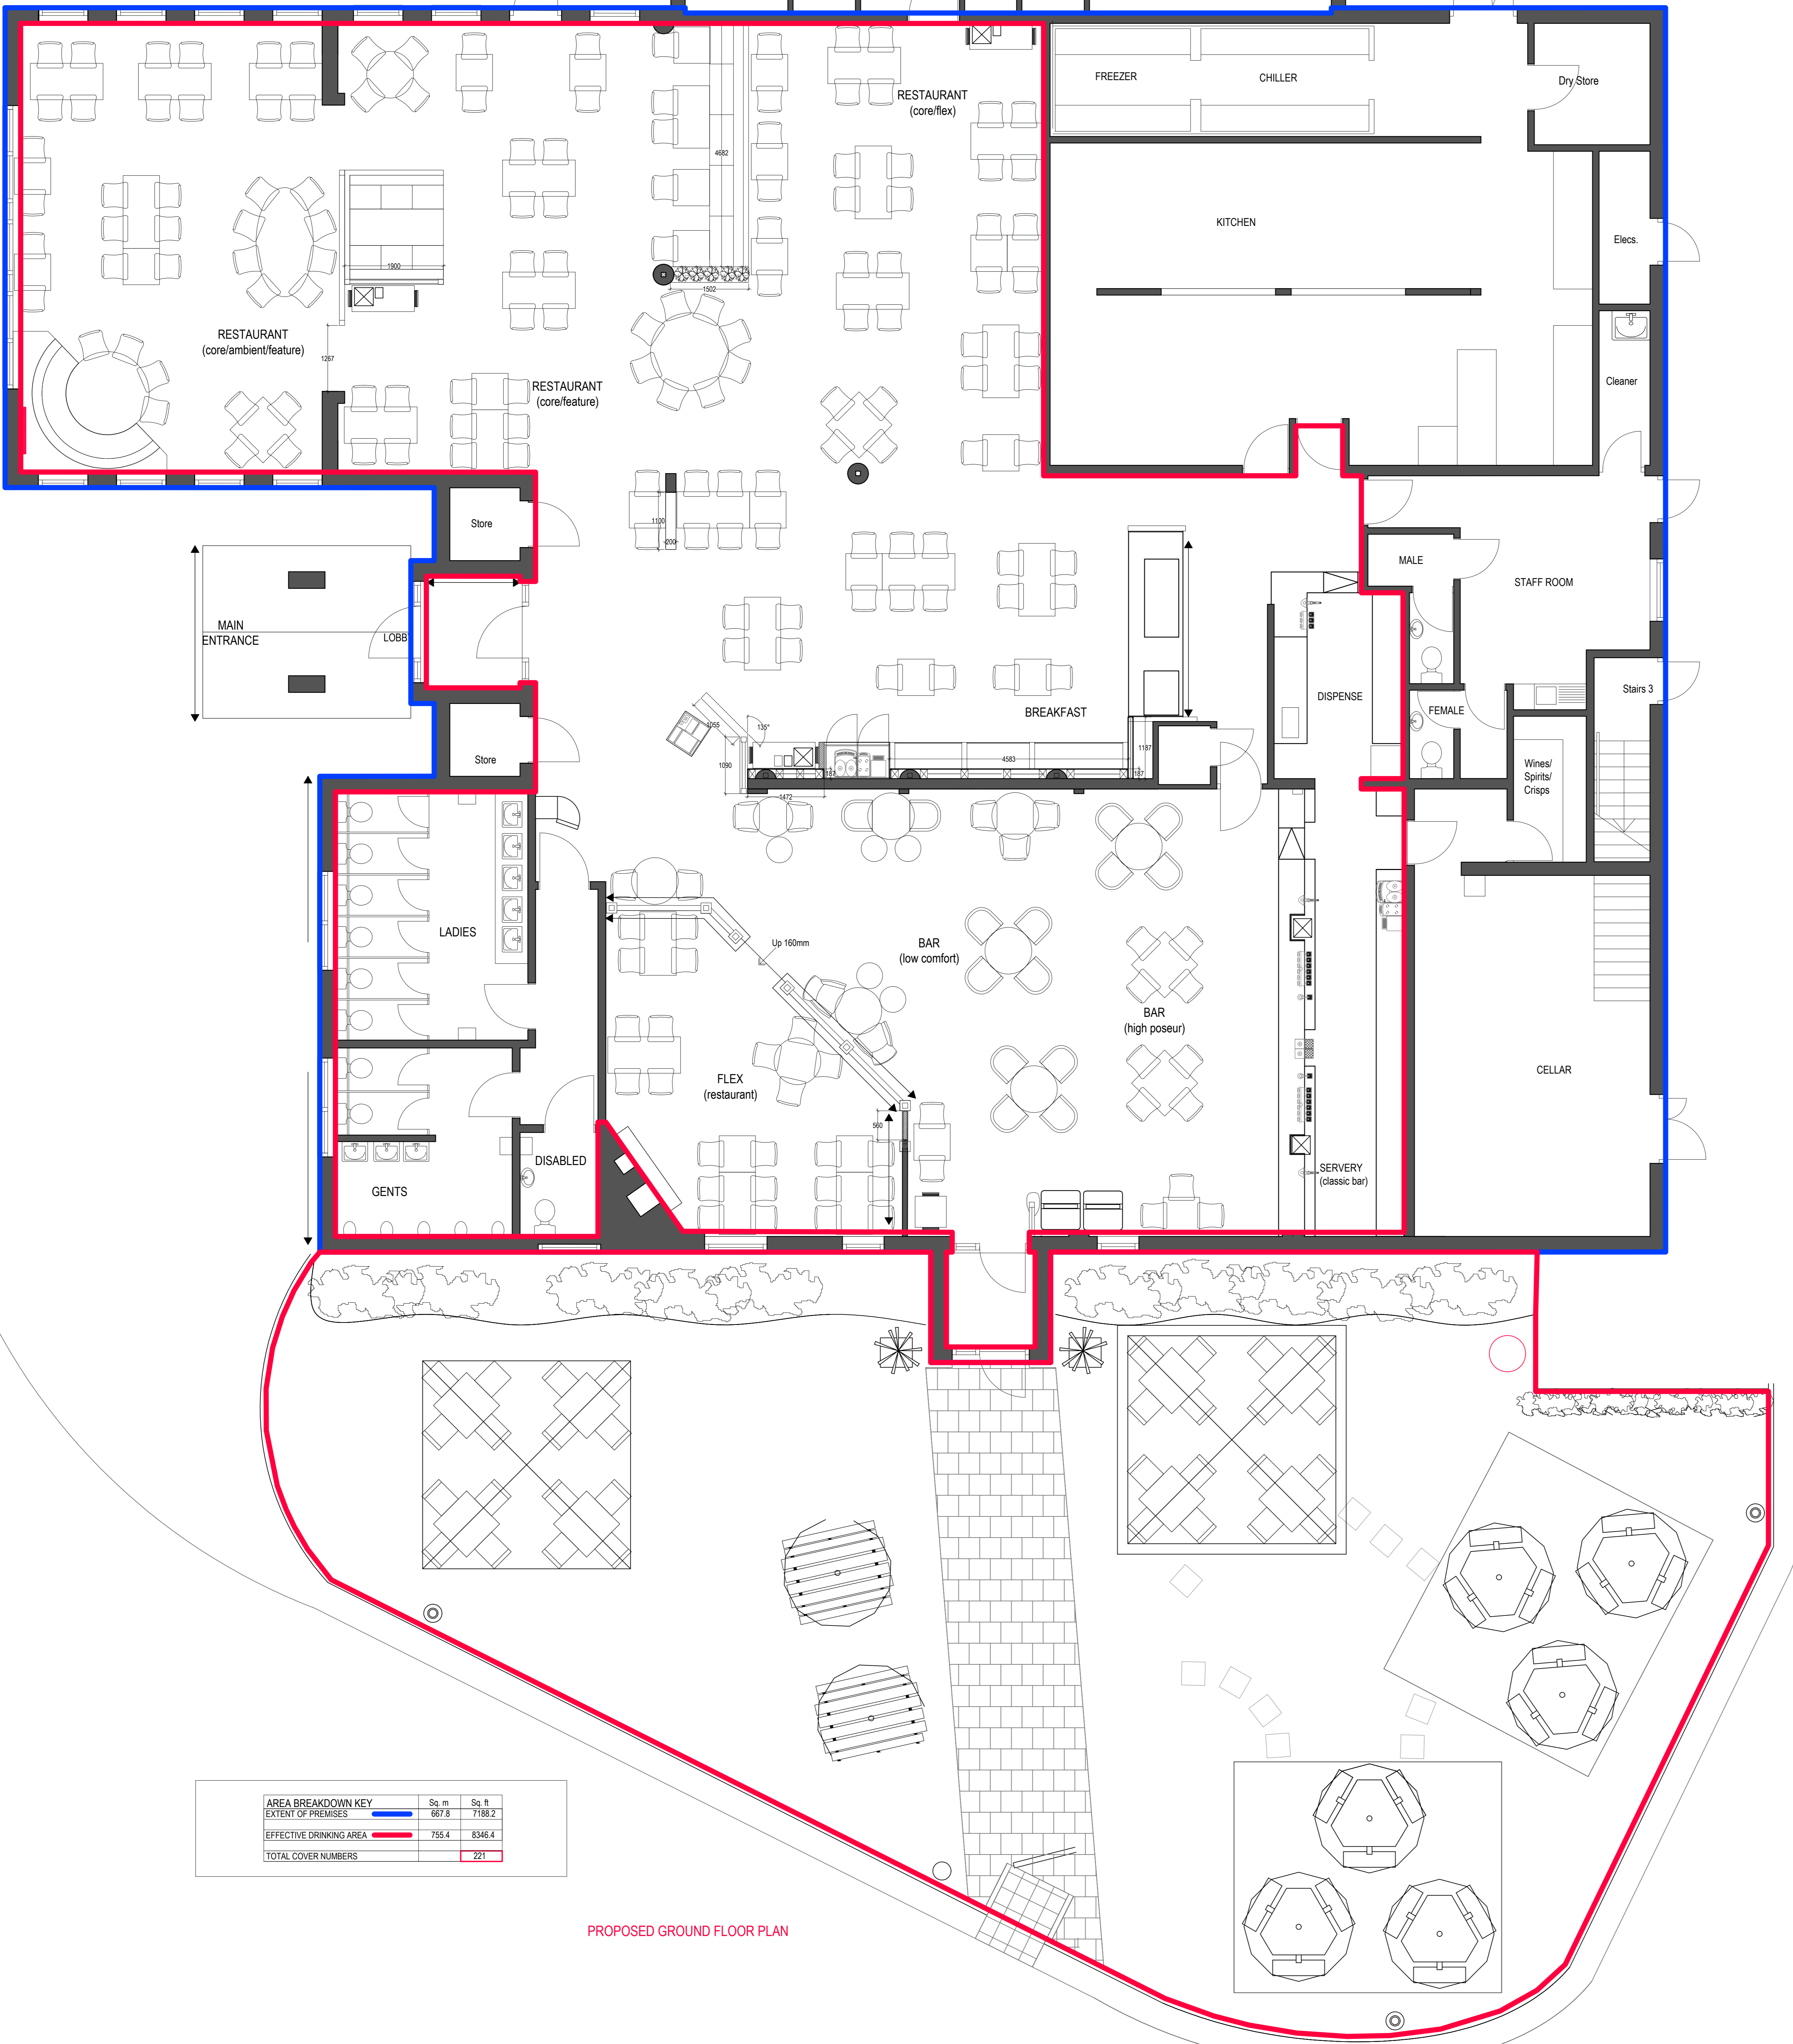 FREEZER
CHILLER
Dry Store
RESTAURANT
(core/flex)
4682
KITCHEN
Elecs.
1900
1502
RESTAURANT
(core/ambient/feature)
1267
RESTAURANT
(core/feature)
Cleaner
Store
1100
200
MALE
STAFF ROOM
MAIN
ENTRANCE
LOBB
DISPENSE
Stairs 3
FEMALE
BREAKFAST
1055
135°
1090
1187
4583
187
187
1472
Store
Wines/
Spirits/
Crisps
LADIES
Up 160mm
BAR
(low comfort)
BAR
(high poseur)
FLEX
(restaurant)
560
CELLAR
DISABLED
GENTS
SERVERY
(classic bar)
AREA BREAKDOWN KEY Sq. m Sq. ft
EXTENT OF PREMISES 667.8 7188.2
EFFECTIVE DRINKING AREA 755.4 8346.4
TOTAL COVER NUMBERS 221
PROPOSED GROUND FLOOR PLAN